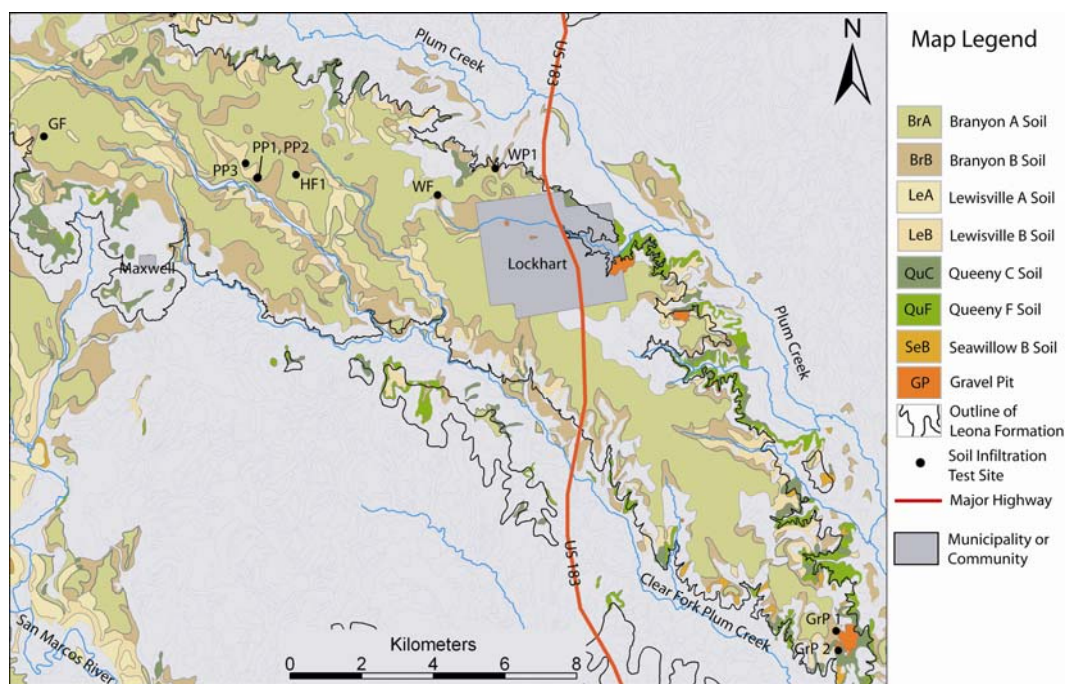 Plum Creek
US 183
N
GF
PP1, PP2
PP3
HF1
WF
WP1
Maxwell
Lockhart
Plum Creek
US 183
Clear Fork Plum Creek
San Marcos River
GrP 1
GrP 2
Kilometers
0 2 4 6 8
Map Legend
BrA Branyon A Soil
BrB Branyon B Soil
LeA Lewisville A Soil
LeB Lewisville B Soil
QuC Queeny C Soil
QuF Queeny F Soil
SeB Seawillow B Soil
GP Gravel Pit
Outline of
Leona Formation
Soil Infiltration
Test Site
Major Highway
Municipality or
Community